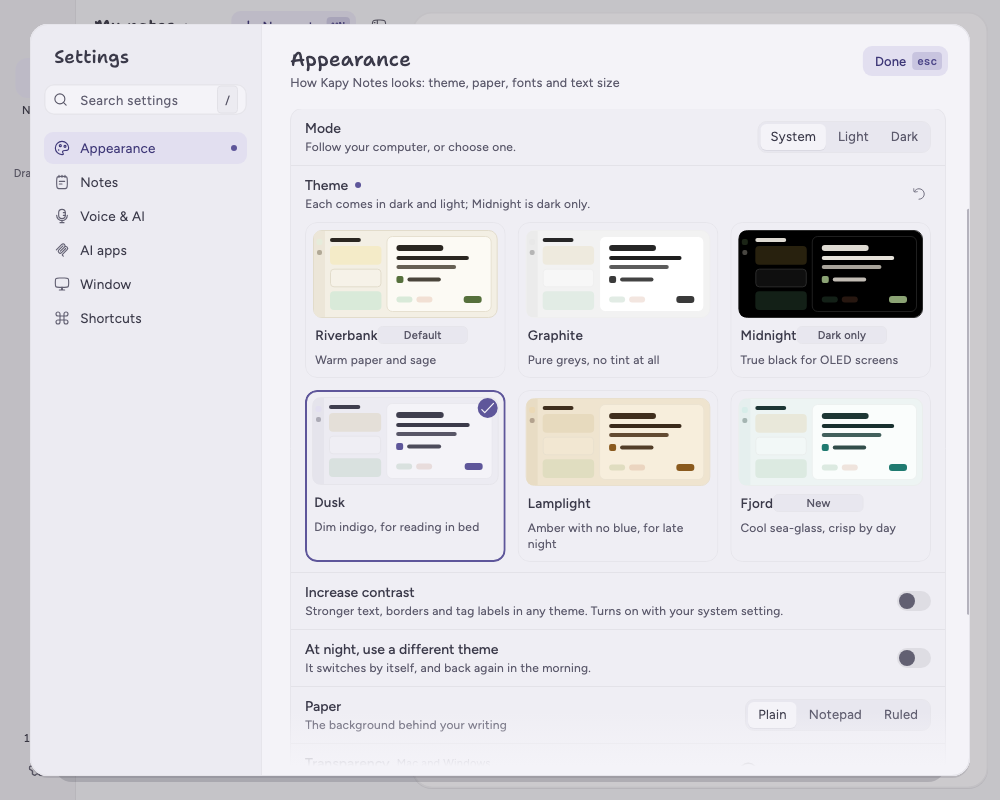 My notes
Settings
Search settings /
Appearance
Notes
Voice & AI
AI apps
Window
Shortcuts
Appearance
How Kapy Notes looks: theme, paper, fonts and text size
Done esc
Mode
Follow your computer, or choose one.
System Light Dark
Theme
Each comes in dark and light; Midnight is dark only.
Riverbank Default
Warm paper and sage
Graphite
Pure greys, no tint at all
Midnight Dark only
True black for OLED screens
Dusk
Dim indigo, for reading in bed
Lamplight
Amber with no blue, for late
night
Fjord New
Cool sea-glass, crisp by day
Increase contrast
Stronger text, borders and tag labels in any theme. Turns on with your system setting.
At night, use a different theme
It switches by itself, and back again in the morning.
Paper
The background behind your writing
Plain Notepad Ruled
Transparency Mac and Windows